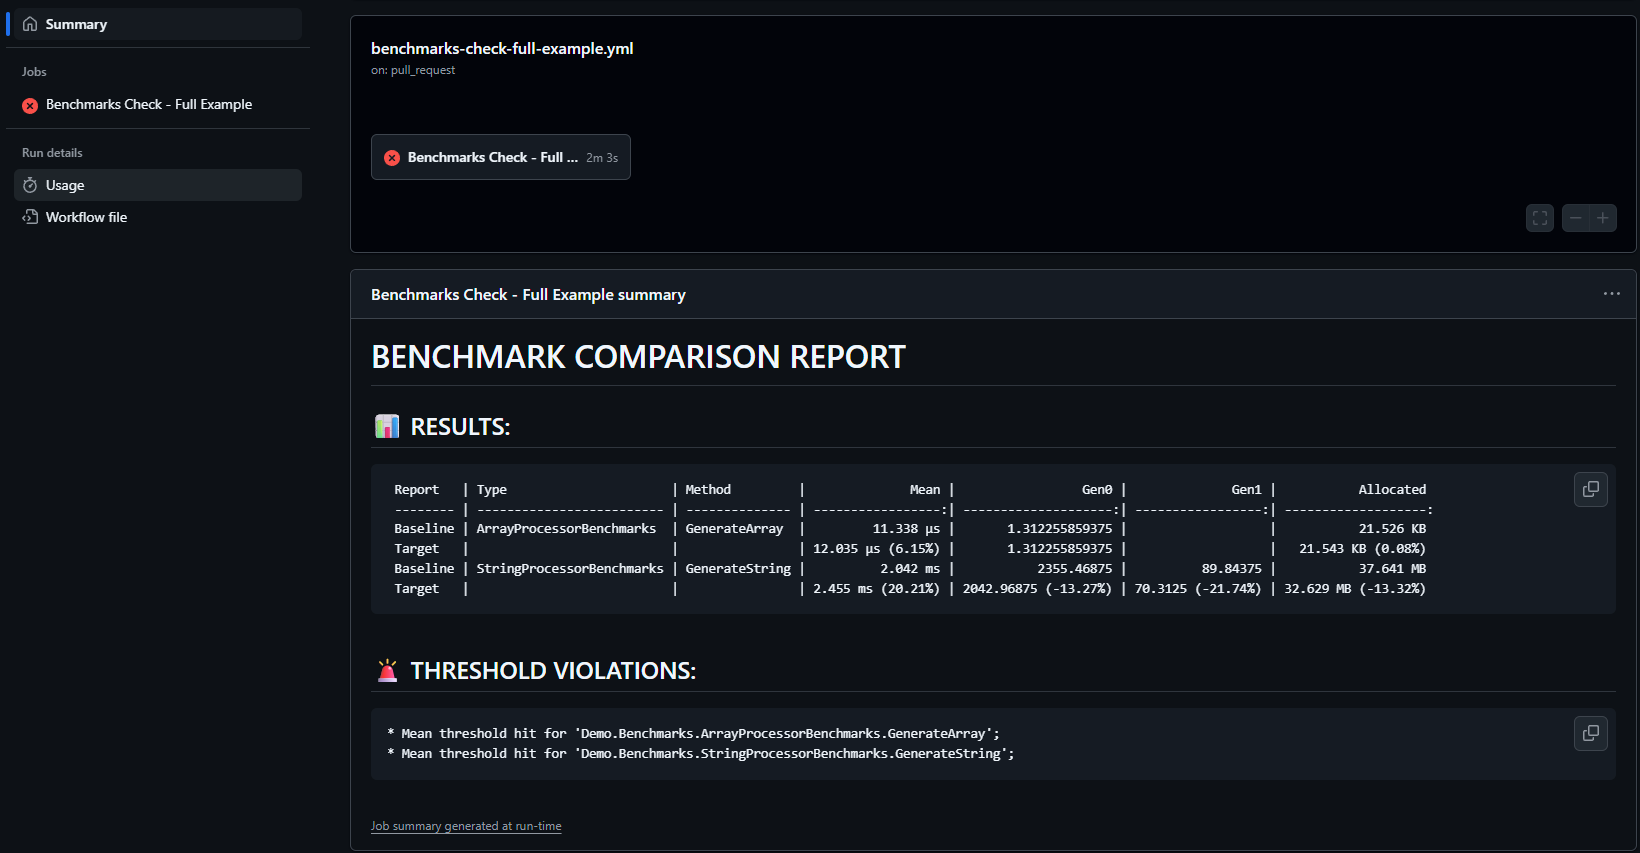 Summary
Jobs
Benchmarks Check - Full Example
Run details
Usage
Workflow file
benchmarks-check-full-example.yml
on: pull_request
Benchmarks Check - Full ... 2m 3s
Benchmarks Check - Full Example summary
BENCHMARK COMPARISON REPORT
📊 RESULTS:
Report   | Type                    | Method         |             Mean |                 Gen0 |             Gen1 |          Allocated
-------- | ------------------------- | -------------- | -----------------:| --------------------:| -----------------:| -------------------:
Baseline | ArrayProcessorBenchmarks  | GenerateArray  |        11.338 µs |       1.312255859375 |                  |          21.526 KB
Target   |                         |                | 12.035 µs (6.15%) |       1.312255859375 |                  |  21.543 KB (0.08%)
Baseline | StringProcessorBenchmarks | GenerateString |         2.042 ms |           2355.46875 |         89.84375 |          37.641 MB
Target   |                         |                | 2.455 ms (20.21%) | 2042.96875 (-13.27%) | 70.3125 (-21.74%) | 32.629 MB (-13.32%)
🚨 THRESHOLD VIOLATIONS:
* Mean threshold hit for 'Demo.Benchmarks.ArrayProcessorBenchmarks.GenerateArray';
* Mean threshold hit for 'Demo.Benchmarks.StringProcessorBenchmarks.GenerateString';
Job summary generated at run-time